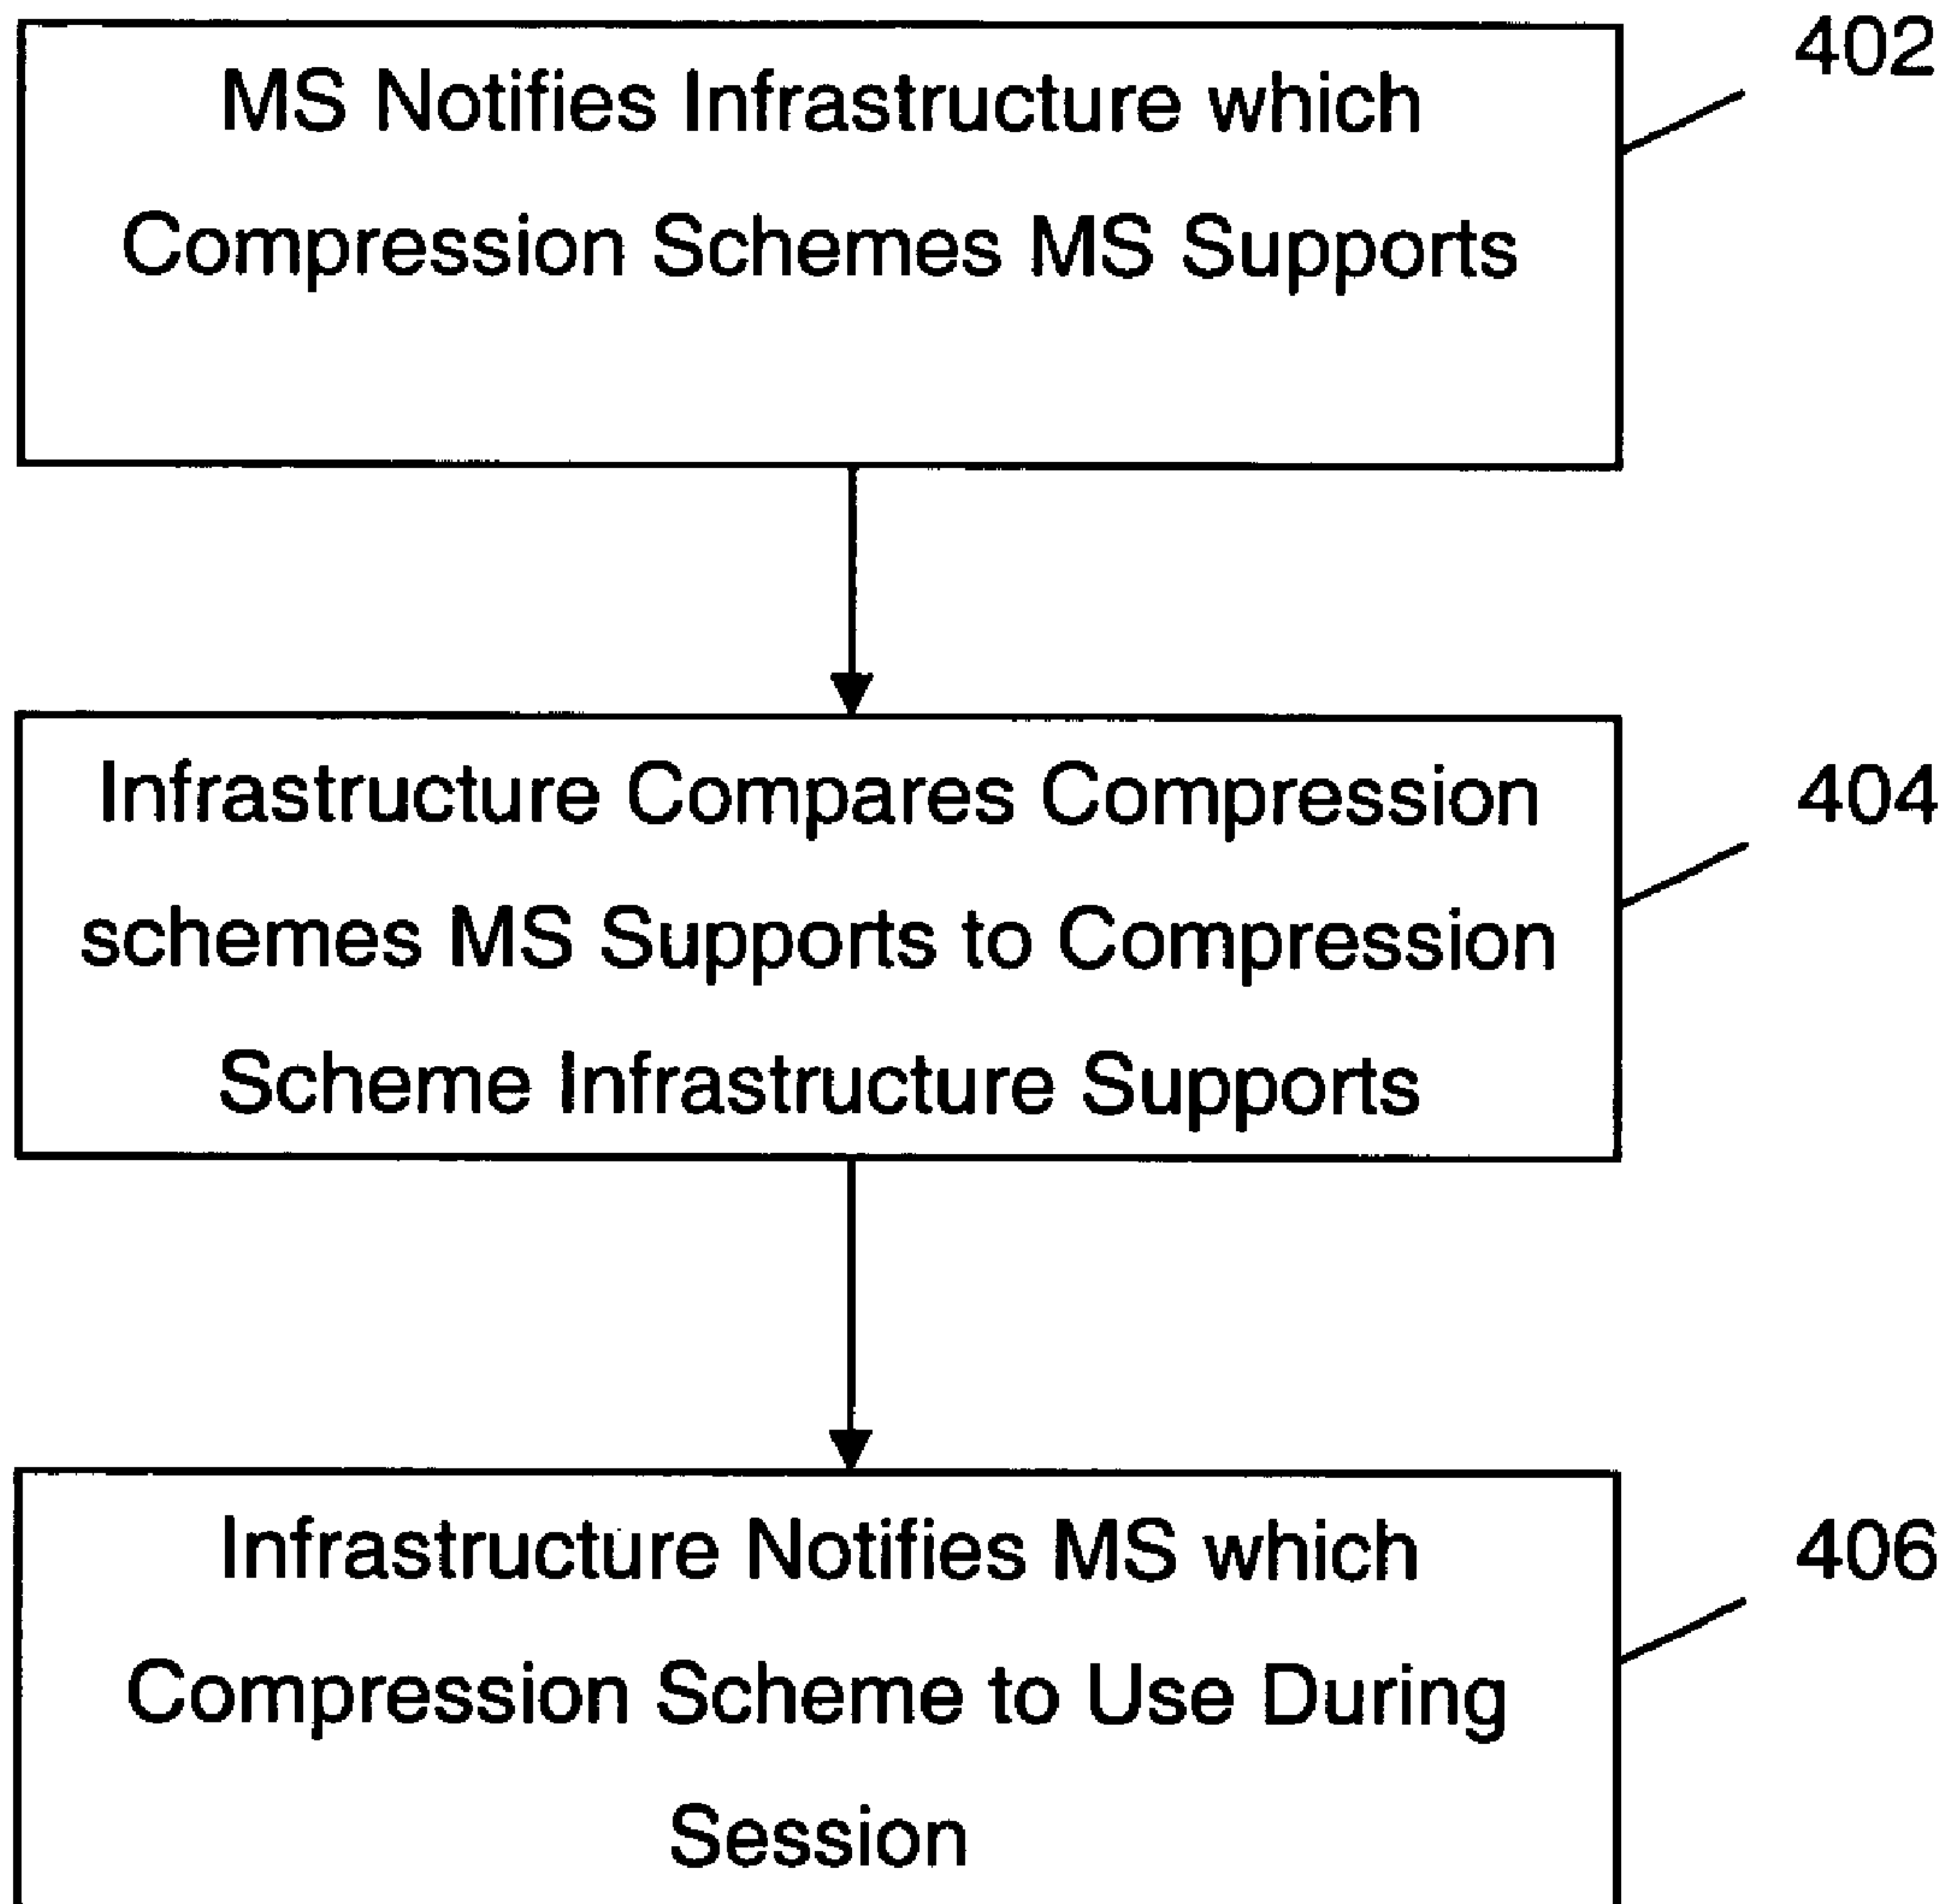 402
MS Notifies Infrastructure which
Compression Schemes MS Supports
Infrastructure Compares Compression
404
schemes MS Supports to Compression
Scheme Infrastructure Supports
Infrastructure Notifies MS which
406
Compression Scheme to Use During
Session